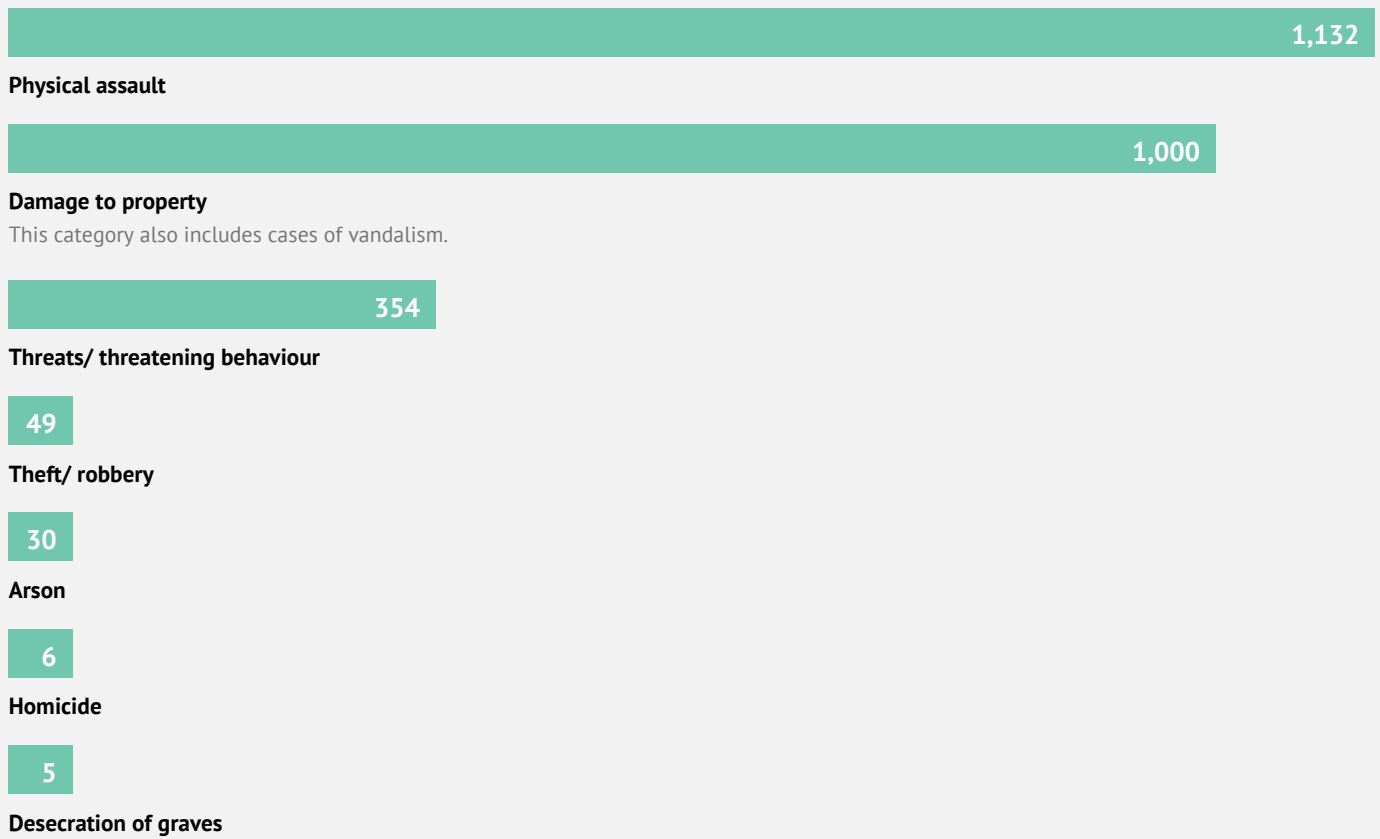 1,132
Physical assault
1,000
Damage to property
This category also includes cases of vandalism.
354
Threats/ threatening behaviour
49
Theft/ robbery
30
Arson
6
Homicide
5
Desecration of graves